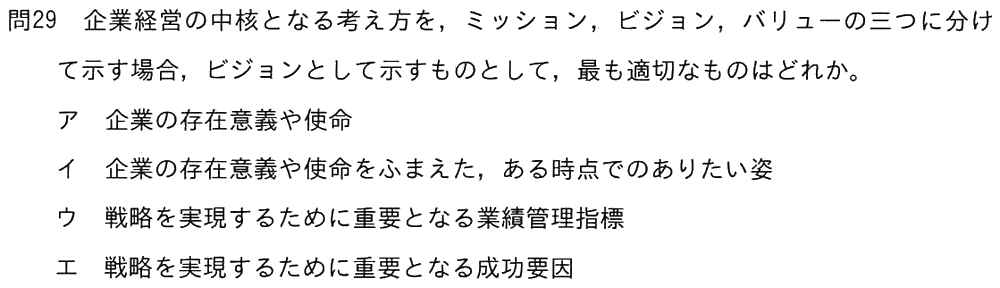 問29 企業経営の中核となる考え方を，ミッション，ビジョン，バリューの三つに分け
て示す場合，ビジョンとして示すものとして，最も適切なものはどれか。
ア 企業の存在意義や使命
イ 企業の存在意義や使命をふまえた，ある時点でのありたい姿
ウ 戦略を実現するために重要となる業績管理指標
エ 戦略を実現するために重要となる成功要因